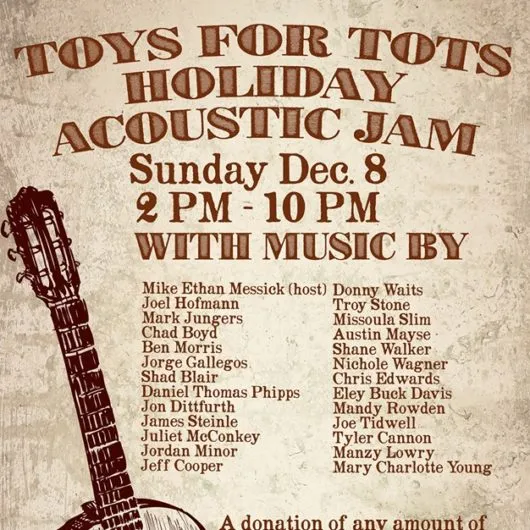 TOYS FOR TOTS
HOLIDAY
ACOUSTIC JAM
Sunday Dec. 8
2 PM - 10 PM
WITH MUSIC BY
Mike Ethan Messick (host)
Joel Hofmann
Mark Jungers
Chad Boyd
Ben Morris
Jorge Gallegos
Shad Blair
Daniel Thomas Phipps
Jon Dittfurth
James Steinle
Juliet McConkey
Jordan Minor
Jeff Cooper
Donny Waits
Troy Stone
Missoula Slim
Austin Mayse
Shane Walker
Nichole Wagner
Chris Edwards
Eley Buck Davis
Mandy Rowden
Joe Tidwell
Tyler Cannon
Manzy Lowry
Mary Charlotte Young
A donation of any amount of